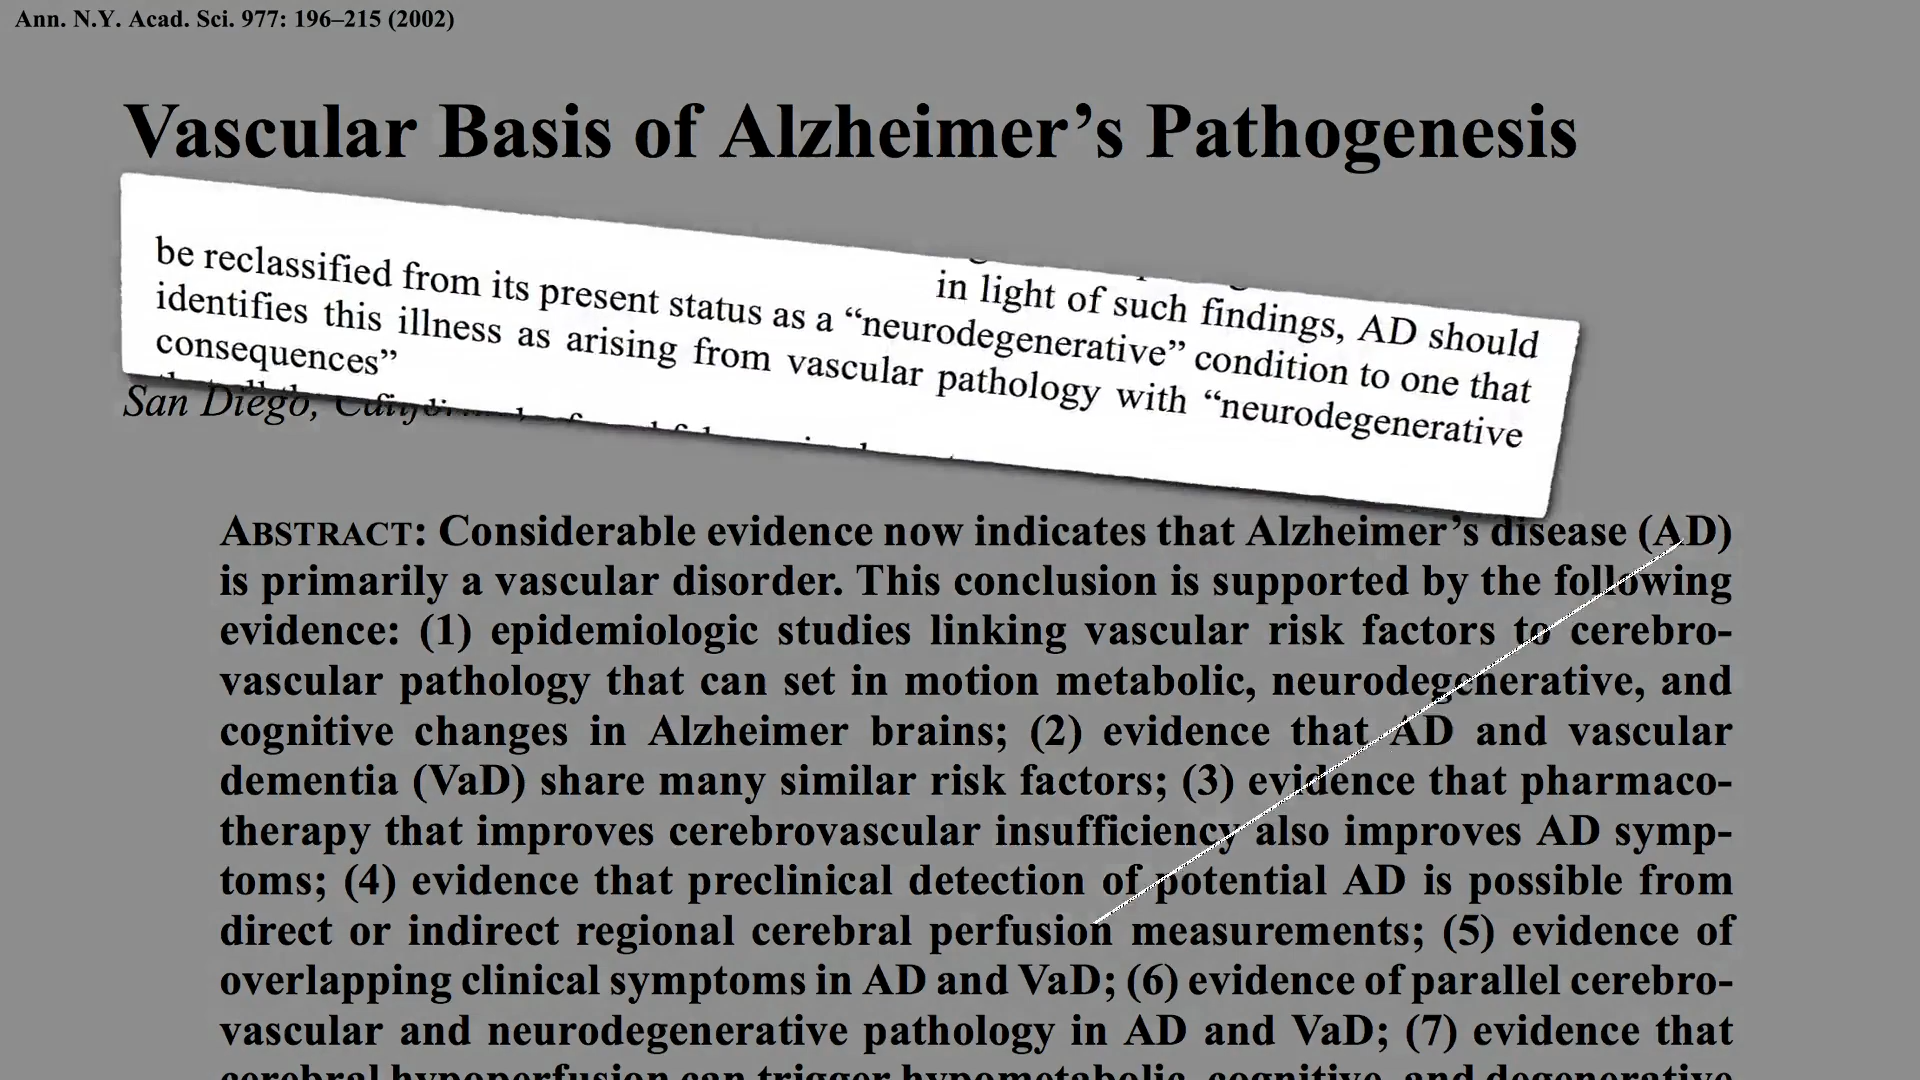 Ann. N.Y. Acad. Sci. 977: 196–215 (2002)
Vascular Basis of Alzheimer’s Pathogenesis
in light of such findings, AD should
be reclassified from its present status as a “neurodegenerative” condition to one that
identifies this illness as arising from vascular pathology with “neurodegenerative
consequences”
San Diego,
ABSTRACT: Considerable evidence now indicates that Alzheimer’s disease (AD)
is primarily a vascular disorder. This conclusion is supported by the following
evidence: (1) epidemiologic studies linking vascular risk factors to cerebro-
vascular pathology that can set in motion metabolic, neurodegenerative, and
cognitive changes in Alzheimer brains; (2) evidence that AD and vascular
dementia (VaD) share many similar risk factors; (3) evidence that pharmaco-
therapy that improves cerebrovascular insufficiency also improves AD symp-
toms; (4) evidence that preclinical detection of potential AD is possible from
direct or indirect regional cerebral perfusion measurements; (5) evidence of
overlapping clinical symptoms in AD and VaD; (6) evidence of parallel cerebro-
vascular and neurodegenerative pathology in AD and VaD; (7) evidence that
cerebral hypoperfusion can trigger hypometabolic, cognitive, and degenerative